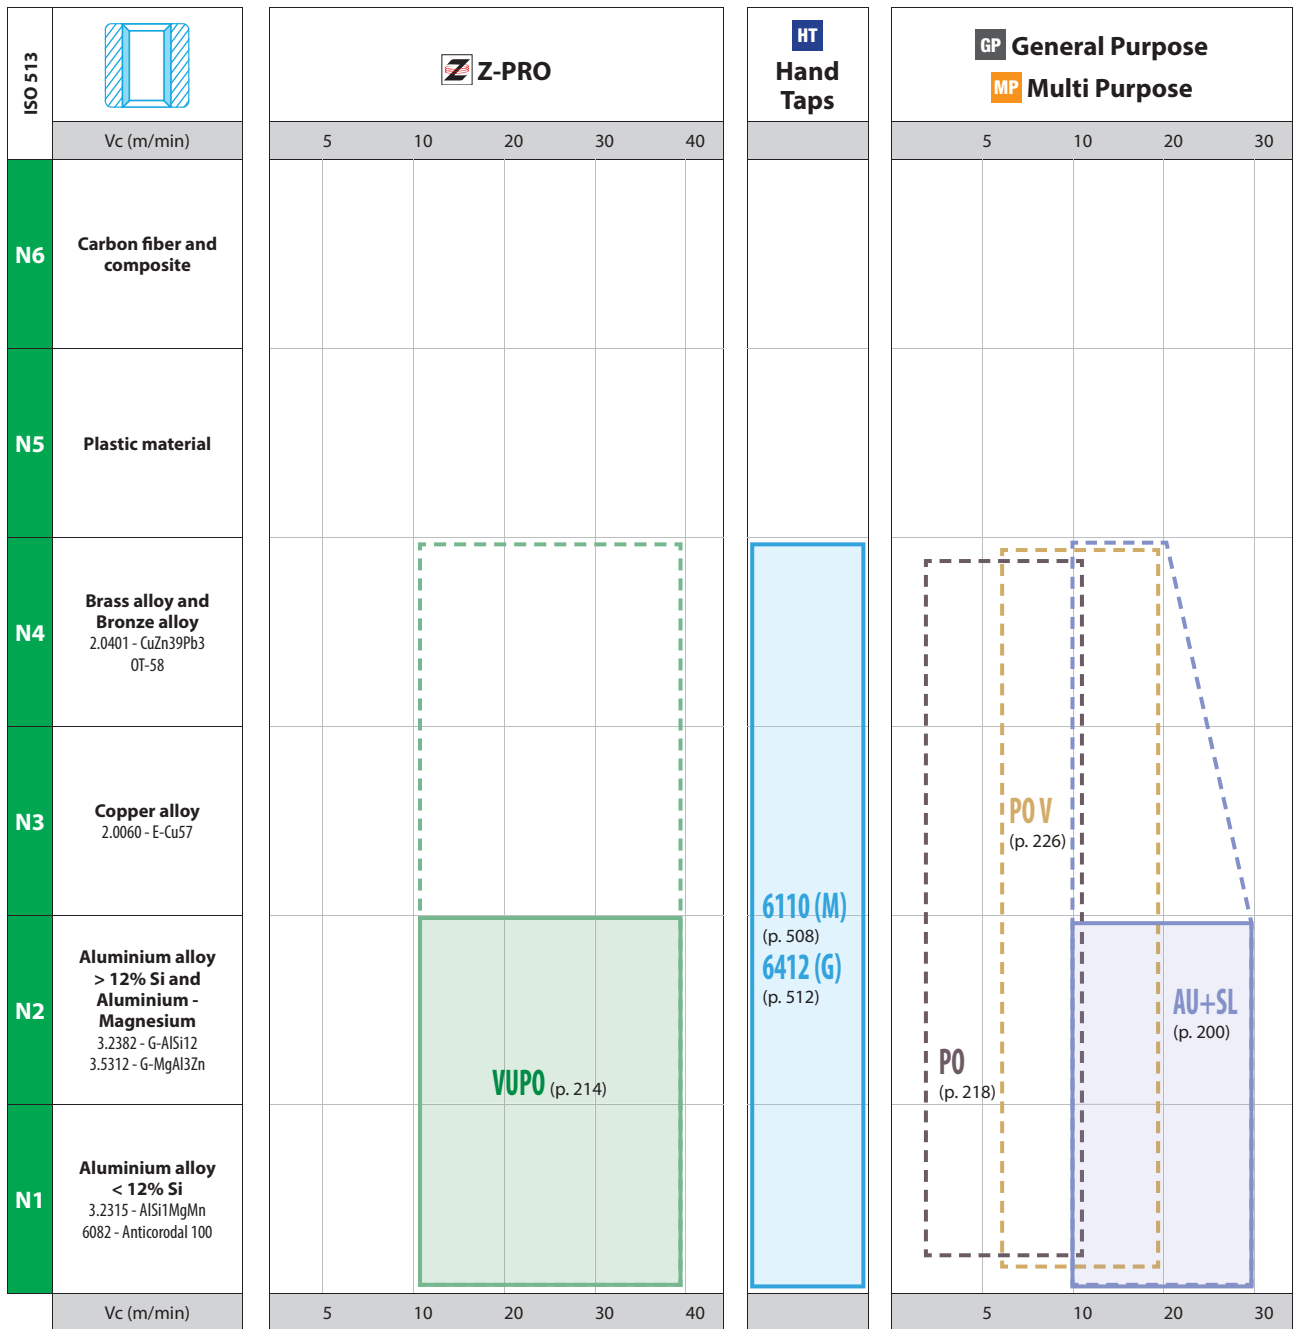 ISO 513
Z Z-PRO
HT
Hand
Taps
GP General Purpose
MP Multi Purpose
Vc (m/min)
5 10 20 30 40
5 10 20 30
N6
Carbon fiber and
composite
N5
Plastic material
N4
Brass alloy and
Bronze alloy
2.0401 - CuZn39Pb3
OT-58
N3
Copper alloy
2.0060 - E-Cu57
N2
Aluminium alloy
> 12% Si and
Aluminium -
Magnesium
3.2382 - G-AlSi12
3.5312 - G-MgAl3Zn
N1
Aluminium alloy
< 12% Si
3.2315 - AlSi1MgMn
6082 - Anticorodal 100
VUPO (p. 214)
6110 (M)
(p. 508)
6412 (G)
(p. 512)
PO V
(p. 226)
PO
(p. 218)
AU+SL
(p. 200)
Vc (m/min)
5 10 20 30 40
5 10 20 30